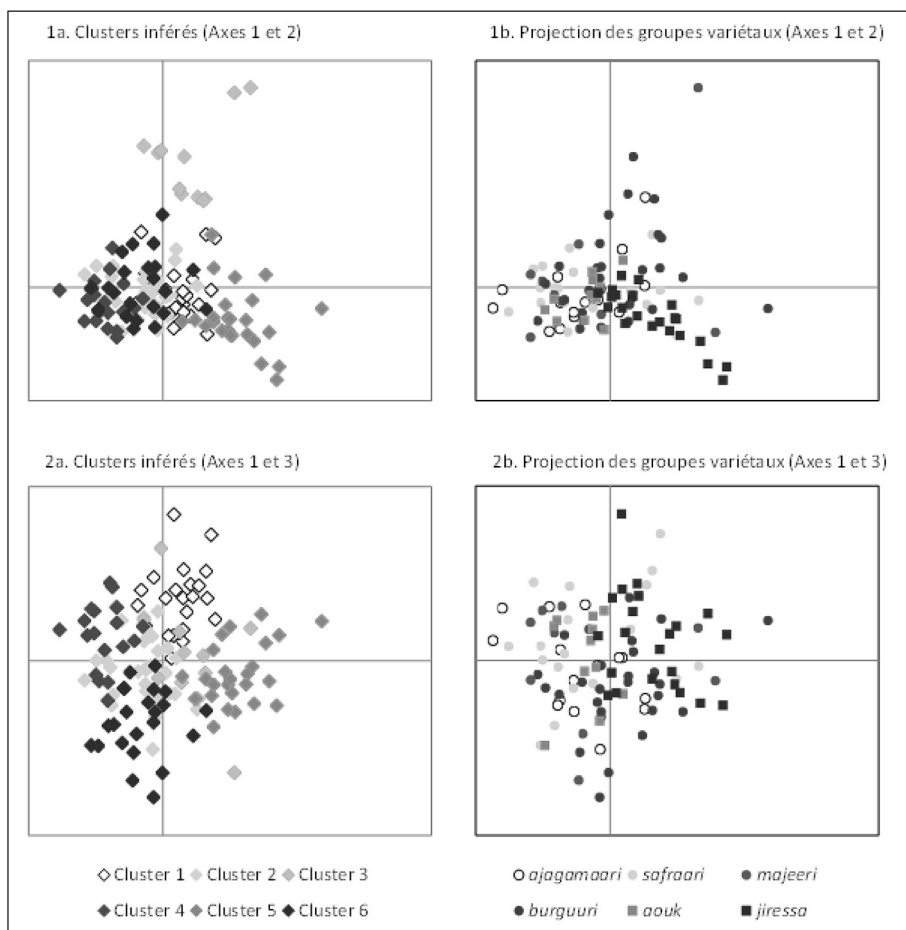 1a. Clusters inférés (Axes 1 et 2)
1b. Projection des groupes variétaux (Axes 1 et 2)
2a. Clusters inférés (Axes 1 et 3)
2b. Projection des groupes variétaux (Axes 1 et 3)
Cluster 1 Cluster 2 Cluster 3
Cluster 4 Cluster 5 Cluster 6
ajagamaari safraari majeeri
burguuri aouk jiressa